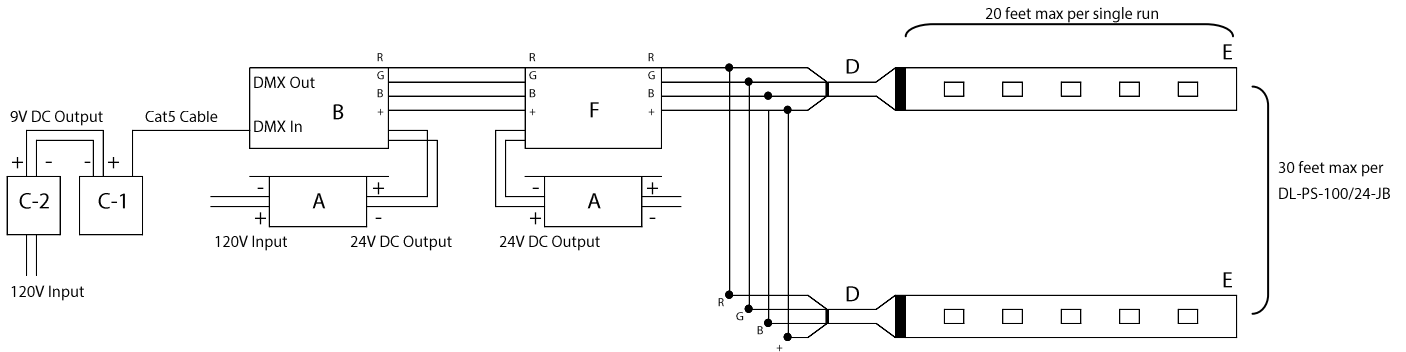 20 feet max per single run
E
D
R
G
B
+
R
G
B
+
R
G
B
+
DMX Out
B
F
DMX In
9V DC Output
Cat5 Cable
+ -
- +
C-2
C-1
- +
A
+ -
- +
A
+ -
120V Input
24V DC Output
24V DC Output
120V Input
30 feet max per
DL-PS-100/24-JB
E
D
R
G
B
+